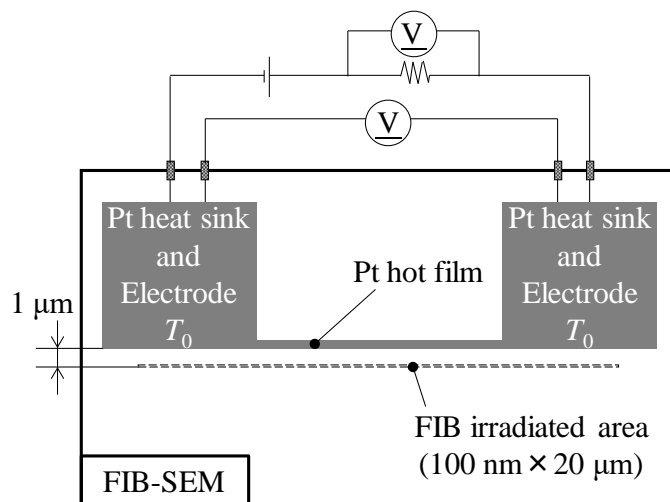 V
V
Pt heat sink
and
Electrode
T0
Pt heat sink
and
Electrode
T0
Pt hot film
1 μm
FIB irradiated area
(100 nm × 20 μm)
FIB-SEM